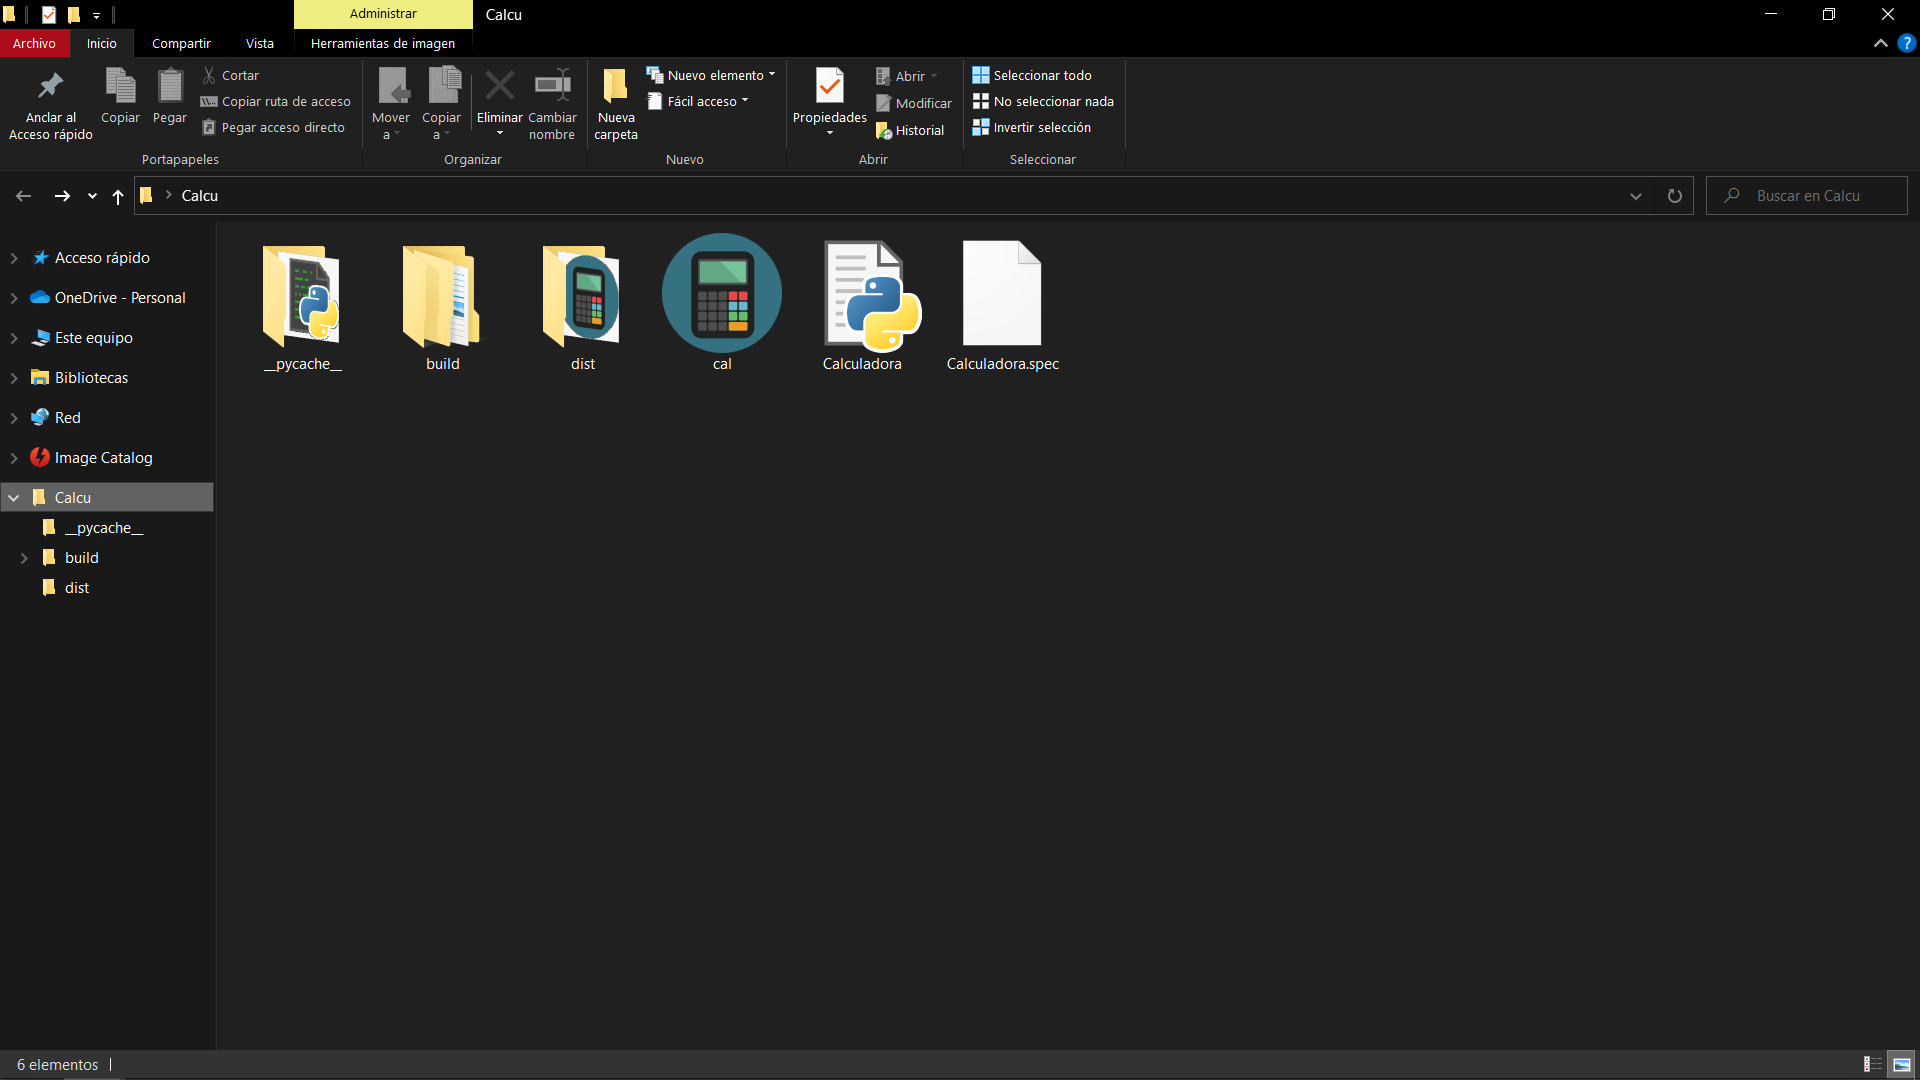 Administrar
Calcu
Archivo
Inicio
Compartir
Vista
Herramientas de imagen
?
Anclar al
Acceso rápido
Copiar
Pegar
Cortar
Copiar ruta de acceso
Pegar acceso directo
Portapapeles
Mover
a
Copiar
a
Eliminar
Cambiar
nombre
Organizar
Nueva
carpeta
Nuevo elemento
Fácil acceso
Nuevo
Propiedades
Abrir
Modificar
Historial
Abrir
Seleccionar todo
No seleccionar nada
Invertir selección
Seleccionar
Calcu
Buscar en Calcu
Acceso rápido
OneDrive - Personal
Este equipo
Bibliotecas
Red
Image Catalog
Calcu
__pycache__
build
dist
__pycache__
build
dist
cal
Calculadora
Calculadora.spec
6 elementos